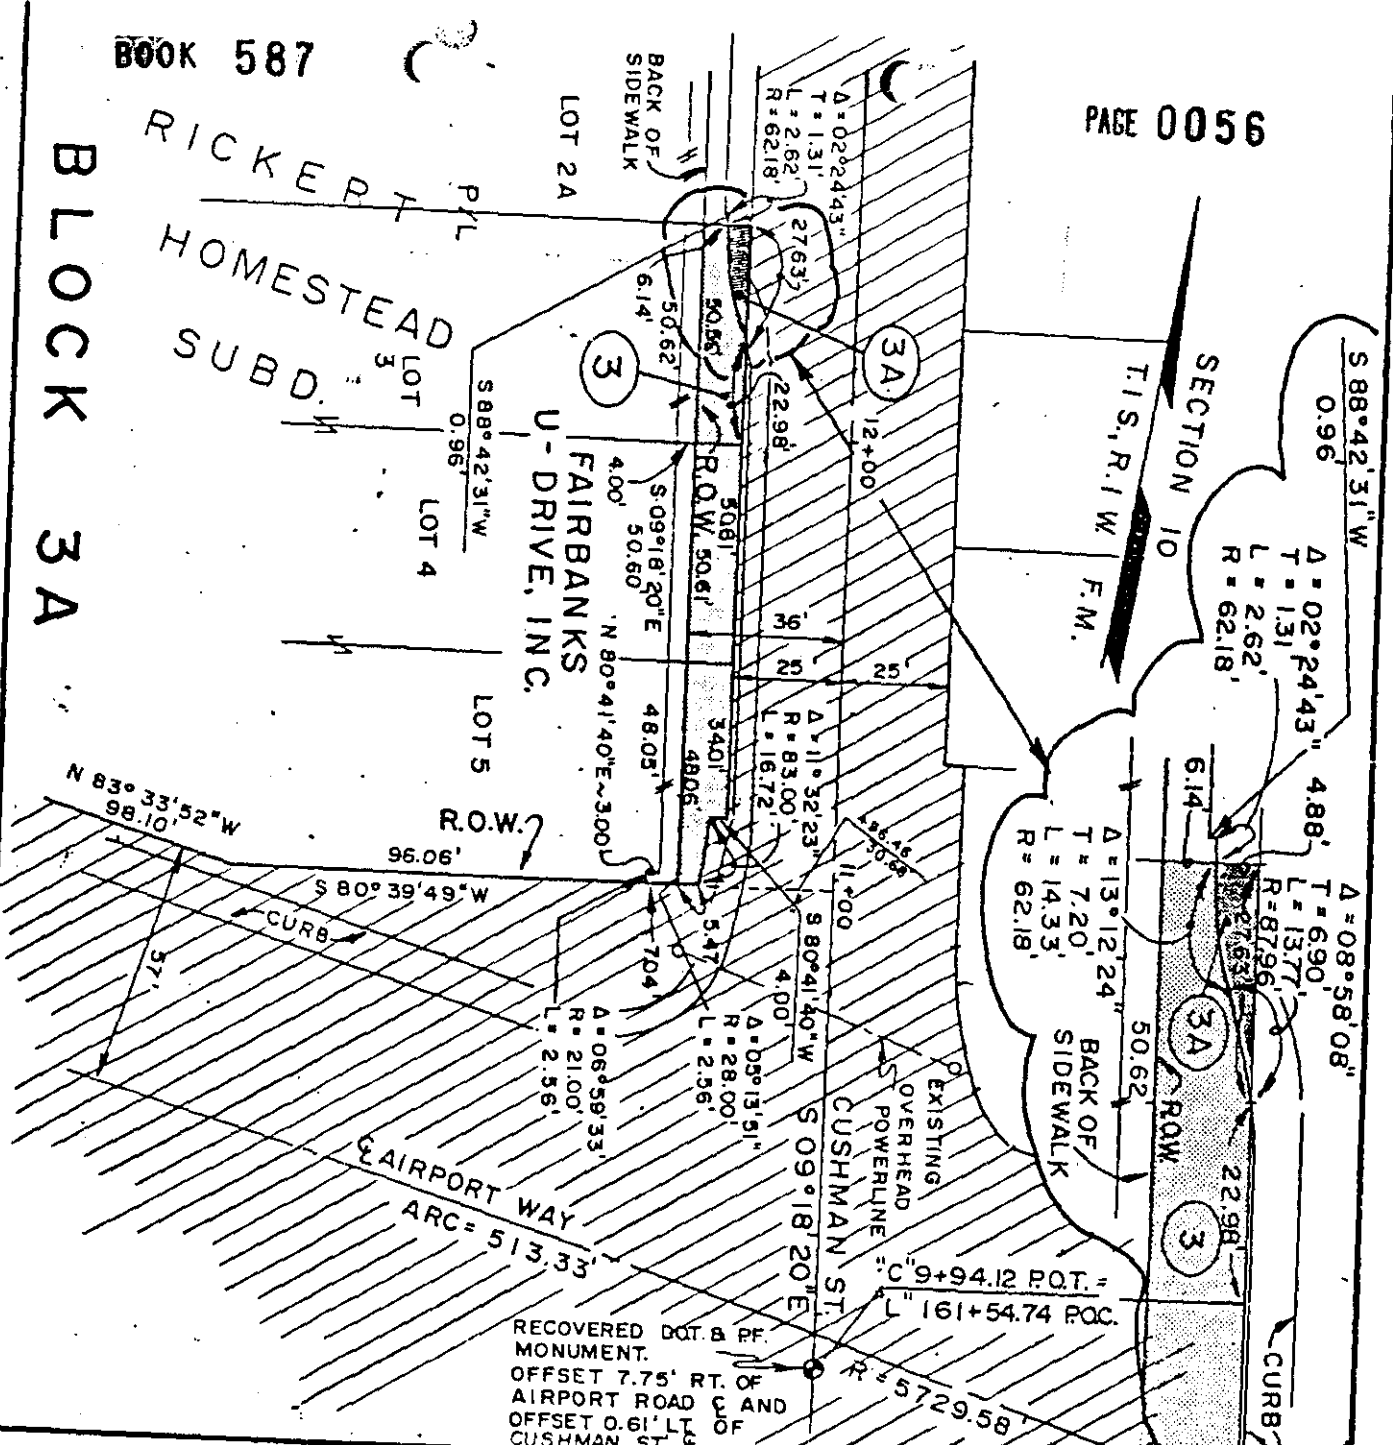 BOOK 587
PAGE 0056
BLOCK 3A
RICKERT
HOMESTEAD
SUBD.
P/L
LOT 2A
BACK OF
SIDEWALK
LOT
3
LOT 4
LOT 5
Δ = 02°24'43"
T = 1.31'
L = 2.62'
R = 62.18'
27.63'
3A
3
50.56'
50.62'
6.14'
22.98'
12+00
S 88°42'31"W
0.96'
FAIRBANKS
U-DRIVE, INC.
R.O.W.
50.61'
50.61'
S 09°18'20"E
4.00'
50.60'
N 80°41'40"E ~ 3.00'
48.05'
34.01'
48.06'
36'
25'
25'
Δ = 11°32'23"
R = 83.00'
L = 16.72'
11+00
R.O.W.
96.06'
S 80°39'49"W
N 83°33'52"W
98.10'
CURB
57'
7.04'
5.47'
4.00'
S 80°41'40"W
Δ = 05°13'51"
R = 28.00'
L = 2.56'
Δ = 06°59'33"
R = 21.00'
L = 2.56'
EXISTING
OVERHEAD
POWERLINE
CUSHMAN ST.
S 09°18'20"E
℄ AIRPORT WAY
ARC = 513.33'
R = 5729.58'
"C" 9+94.12 P.O.T. =
"L" 161+54.74 P.O.C.
RECOVERED DOT. & PF.
MONUMENT.
OFFSET 7.75' RT. OF
AIRPORT ROAD ℄ AND
OFFSET 0.61' LT. OF
CUSHMAN ST. ℄
SECTION 10
T.1S., R.1W. F.M.
S 88°42'31"W
0.96'
Δ = 02°24'43"
T = 1.31'
L = 2.62'
R = 62.18'
4.88'
6.14'
Δ = 08°58'08"
T = 6.90'
L = 13.77'
R = 87.96'
27.63'
Δ = 13°12'24"
T = 7.20'
L = 14.33'
R = 62.18'
3A
50.62'
R.O.W.
BACK OF
SIDEWALK
22.98'
3
CURB